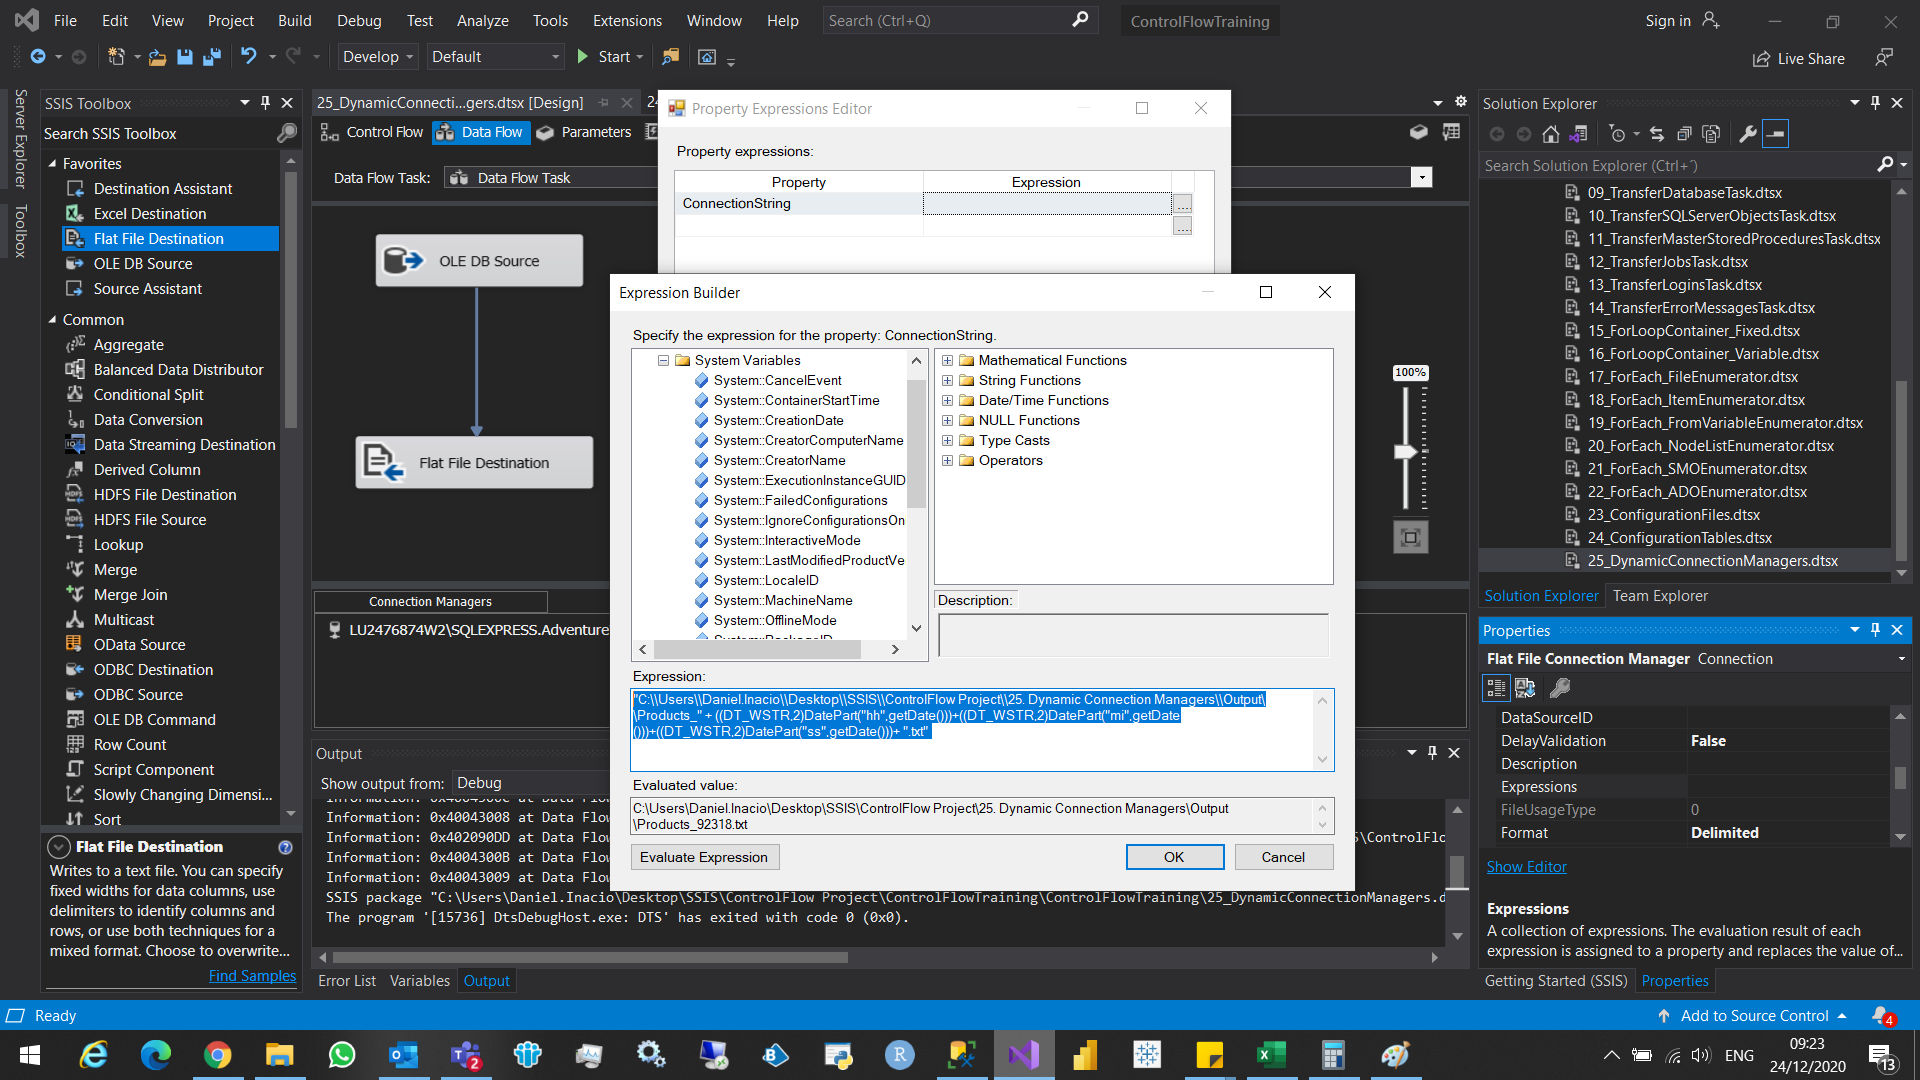 File Edit View Project Build Debug Test Analyze Tools Extensions Window Help Search (Ctrl+Q) ControlFlowTraining Sign in
Develop Default Start Live Share
Server Explorer
Toolbox
SSIS Toolbox
Search SSIS Toolbox
Favorites
Destination Assistant
Excel Destination
Flat File Destination
OLE DB Source
Source Assistant
Common
Aggregate
Balanced Data Distributor
Conditional Split
Data Conversion
Data Streaming Destination
Derived Column
HDFS File Destination
HDFS File Source
Lookup
Merge
Merge Join
Multicast
OData Source
ODBC Destination
ODBC Source
OLE DB Command
Row Count
Script Component
Slowly Changing Dimensi...
Sort
Flat File Destination
Writes to a text file. You can specify
fixed widths for data columns, use
delimiters to identify columns and
rows, or use both techniques for a
mixed format. Choose to overwrite...
Find Samples
25_DynamicConnecti...gers.dtsx [Design]
Control Flow Data Flow Parameters
Data Flow Task: Data Flow Task
OLE DB Source
Flat File Destination
100%
Connection Managers
LU2476874W2\SQLEXPRESS.Adventure
Property Expressions Editor
Property expressions:
Property Expression
ConnectionString
Expression Builder
Specify the expression for the property: ConnectionString.
System Variables
System::CancelEvent
System::ContainerStartTime
System::CreationDate
System::CreatorComputerName
System::CreatorName
System::ExecutionInstanceGUID
System::FailedConfigurations
System::IgnoreConfigurationsOn
System::InteractiveMode
System::LastModifiedProductVe
System::LocaleID
System::MachineName
System::OfflineMode
System::PackageID
Mathematical Functions
String Functions
Date/Time Functions
NULL Functions
Type Casts
Operators
Description:
Expression:
"C:\\Users\\Daniel.Inacio\\Desktop\\SSIS\\ControlFlow Project\\25. Dynamic Connection Managers\\Output\
\Products_" + ((DT_WSTR,2)DatePart("hh",getDate()))+((DT_WSTR,2)DatePart("mi",getDate
()))+((DT_WSTR,2)DatePart("ss",getDate()))+ ".txt"
Evaluated value:
C:\Users\Daniel.Inacio\Desktop\SSIS\ControlFlow Project\25. Dynamic Connection Managers\Output
\Products_92318.txt
Evaluate Expression OK Cancel
Output
Show output from: Debug
Information: 0x4004300C at Data Flow
Information: 0x40043008 at Data Flow
Information: 0x402090DD at Data Flow S\ControlFlo
Information: 0x4004300B at Data Flow
Information: 0x40043009 at Data Flow
SSIS package "C:\Users\Daniel.Inacio\Desktop\SSIS\ControlFlow Project\ControlFlowTraining\ControlFlowTraining\25_DynamicConnectionManagers.d
The program '[15736] DtsDebugHost.exe: DTS' has exited with code 0 (0x0).
Error List Variables Output
Solution Explorer
Search Solution Explorer (Ctrl+´)
09_TransferDatabaseTask.dtsx
10_TransferSQLServerObjectsTask.dtsx
11_TransferMasterStoredProceduresTask.dtsx
12_TransferJobsTask.dtsx
13_TransferLoginsTask.dtsx
14_TransferErrorMessagesTask.dtsx
15_ForLoopContainer_Fixed.dtsx
16_ForLoopContainer_Variable.dtsx
17_ForEach_FileEnumerator.dtsx
18_ForEach_ItemEnumerator.dtsx
19_ForEach_FromVariableEnumerator.dtsx
20_ForEach_NodeListEnumerator.dtsx
21_ForEach_SMOEnumerator.dtsx
22_ForEach_ADOEnumerator.dtsx
23_ConfigurationFiles.dtsx
24_ConfigurationTables.dtsx
25_DynamicConnectionManagers.dtsx
Solution Explorer Team Explorer
Properties
Flat File Connection Manager Connection
DataSourceID
DelayValidation False
Description
Expressions
FileUsageType 0
Format Delimited
Show Editor
Expressions
A collection of expressions. The evaluation result of each
expression is assigned to a property and replaces the value of...
Getting Started (SSIS) Properties
Ready Add to Source Control 4
2 ENG 09:23
24/12/2020 13